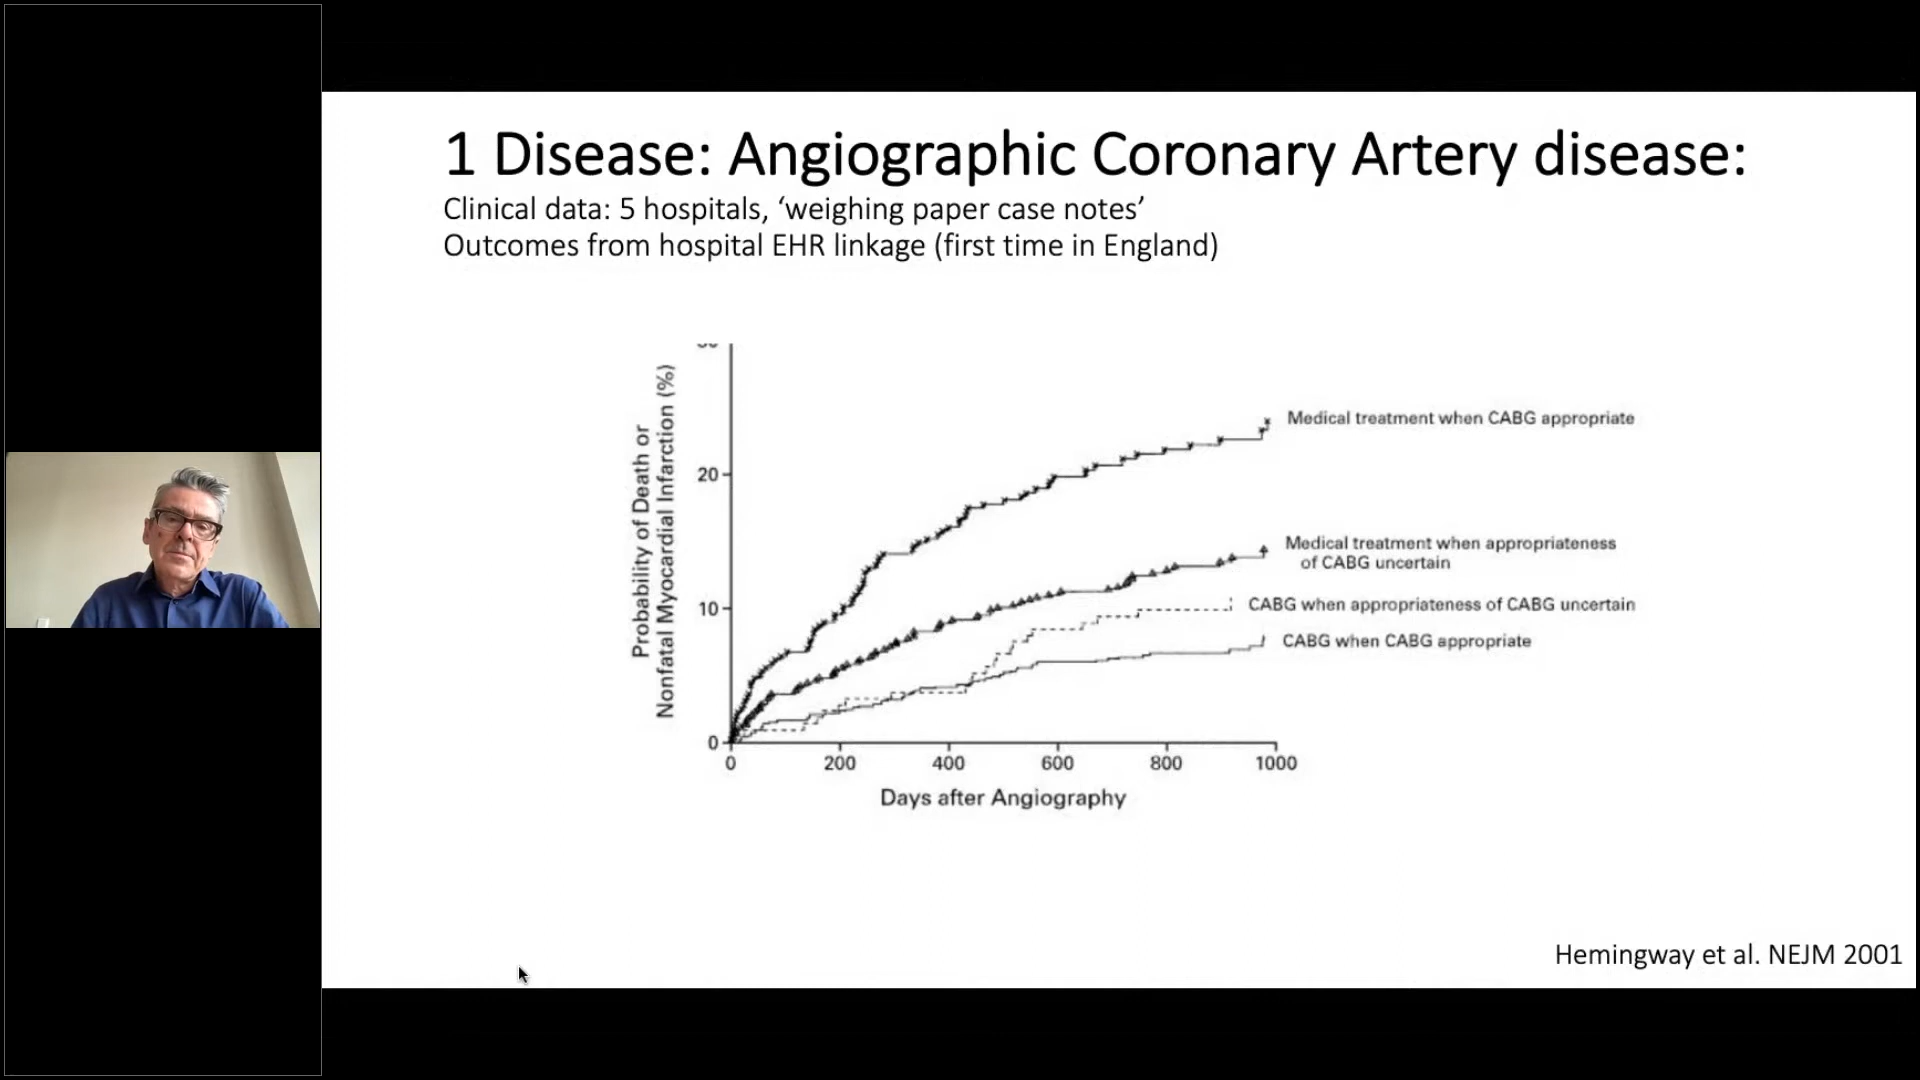 1 Disease: Angiographic Coronary Artery disease:
Clinical data: 5 hospitals, ‘weighing paper case notes’
Outcomes from hospital EHR linkage (first time in England)
Probability of Death or
Nonfatal Myocardial Infarction (%)
20
10
0
Medical treatment when CABG appropriate
Medical treatment when appropriateness
of CABG uncertain
CABG when appropriateness of CABG uncertain
CABG when CABG appropriate
0 200 400 600 800 1000
Days after Angiography
Hemingway et al. NEJM 2001